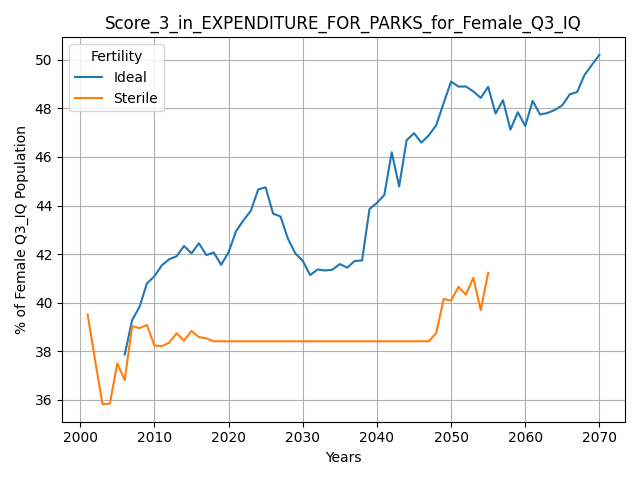 Score_3_in_EXPENDITURE_FOR_PARKS_for_Female_Q3_IQ
Fertility
Ideal
Sterile
% of Female Q3_IQ Population
50
48
46
44
42
40
38
36
2000 2010 2020 2030 2040 2050 2060 2070
Years